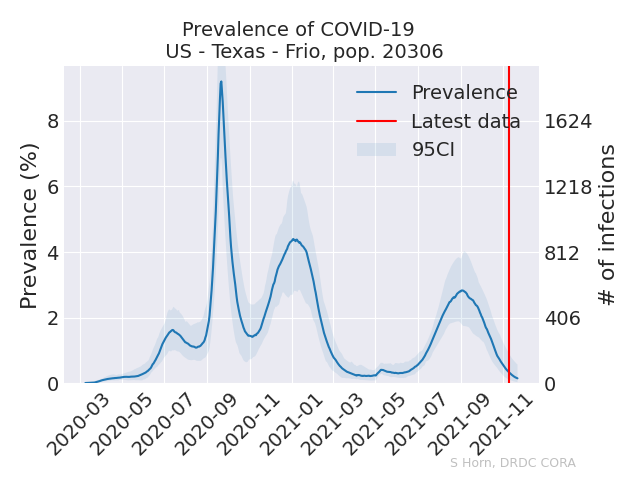 Prevalence of COVID-19
US - Texas - Frio, pop. 20306
Prevalence
Latest data
95CI
Prevalence (%)
8
6
4
2
0
1624
1218
812
406
0
# of infections
2020-03
2020-05
2020-07
2020-09
2020-11
2021-01
2021-03
2021-05
2021-07
2021-09
2021-11
S Horn, DRDC CORA